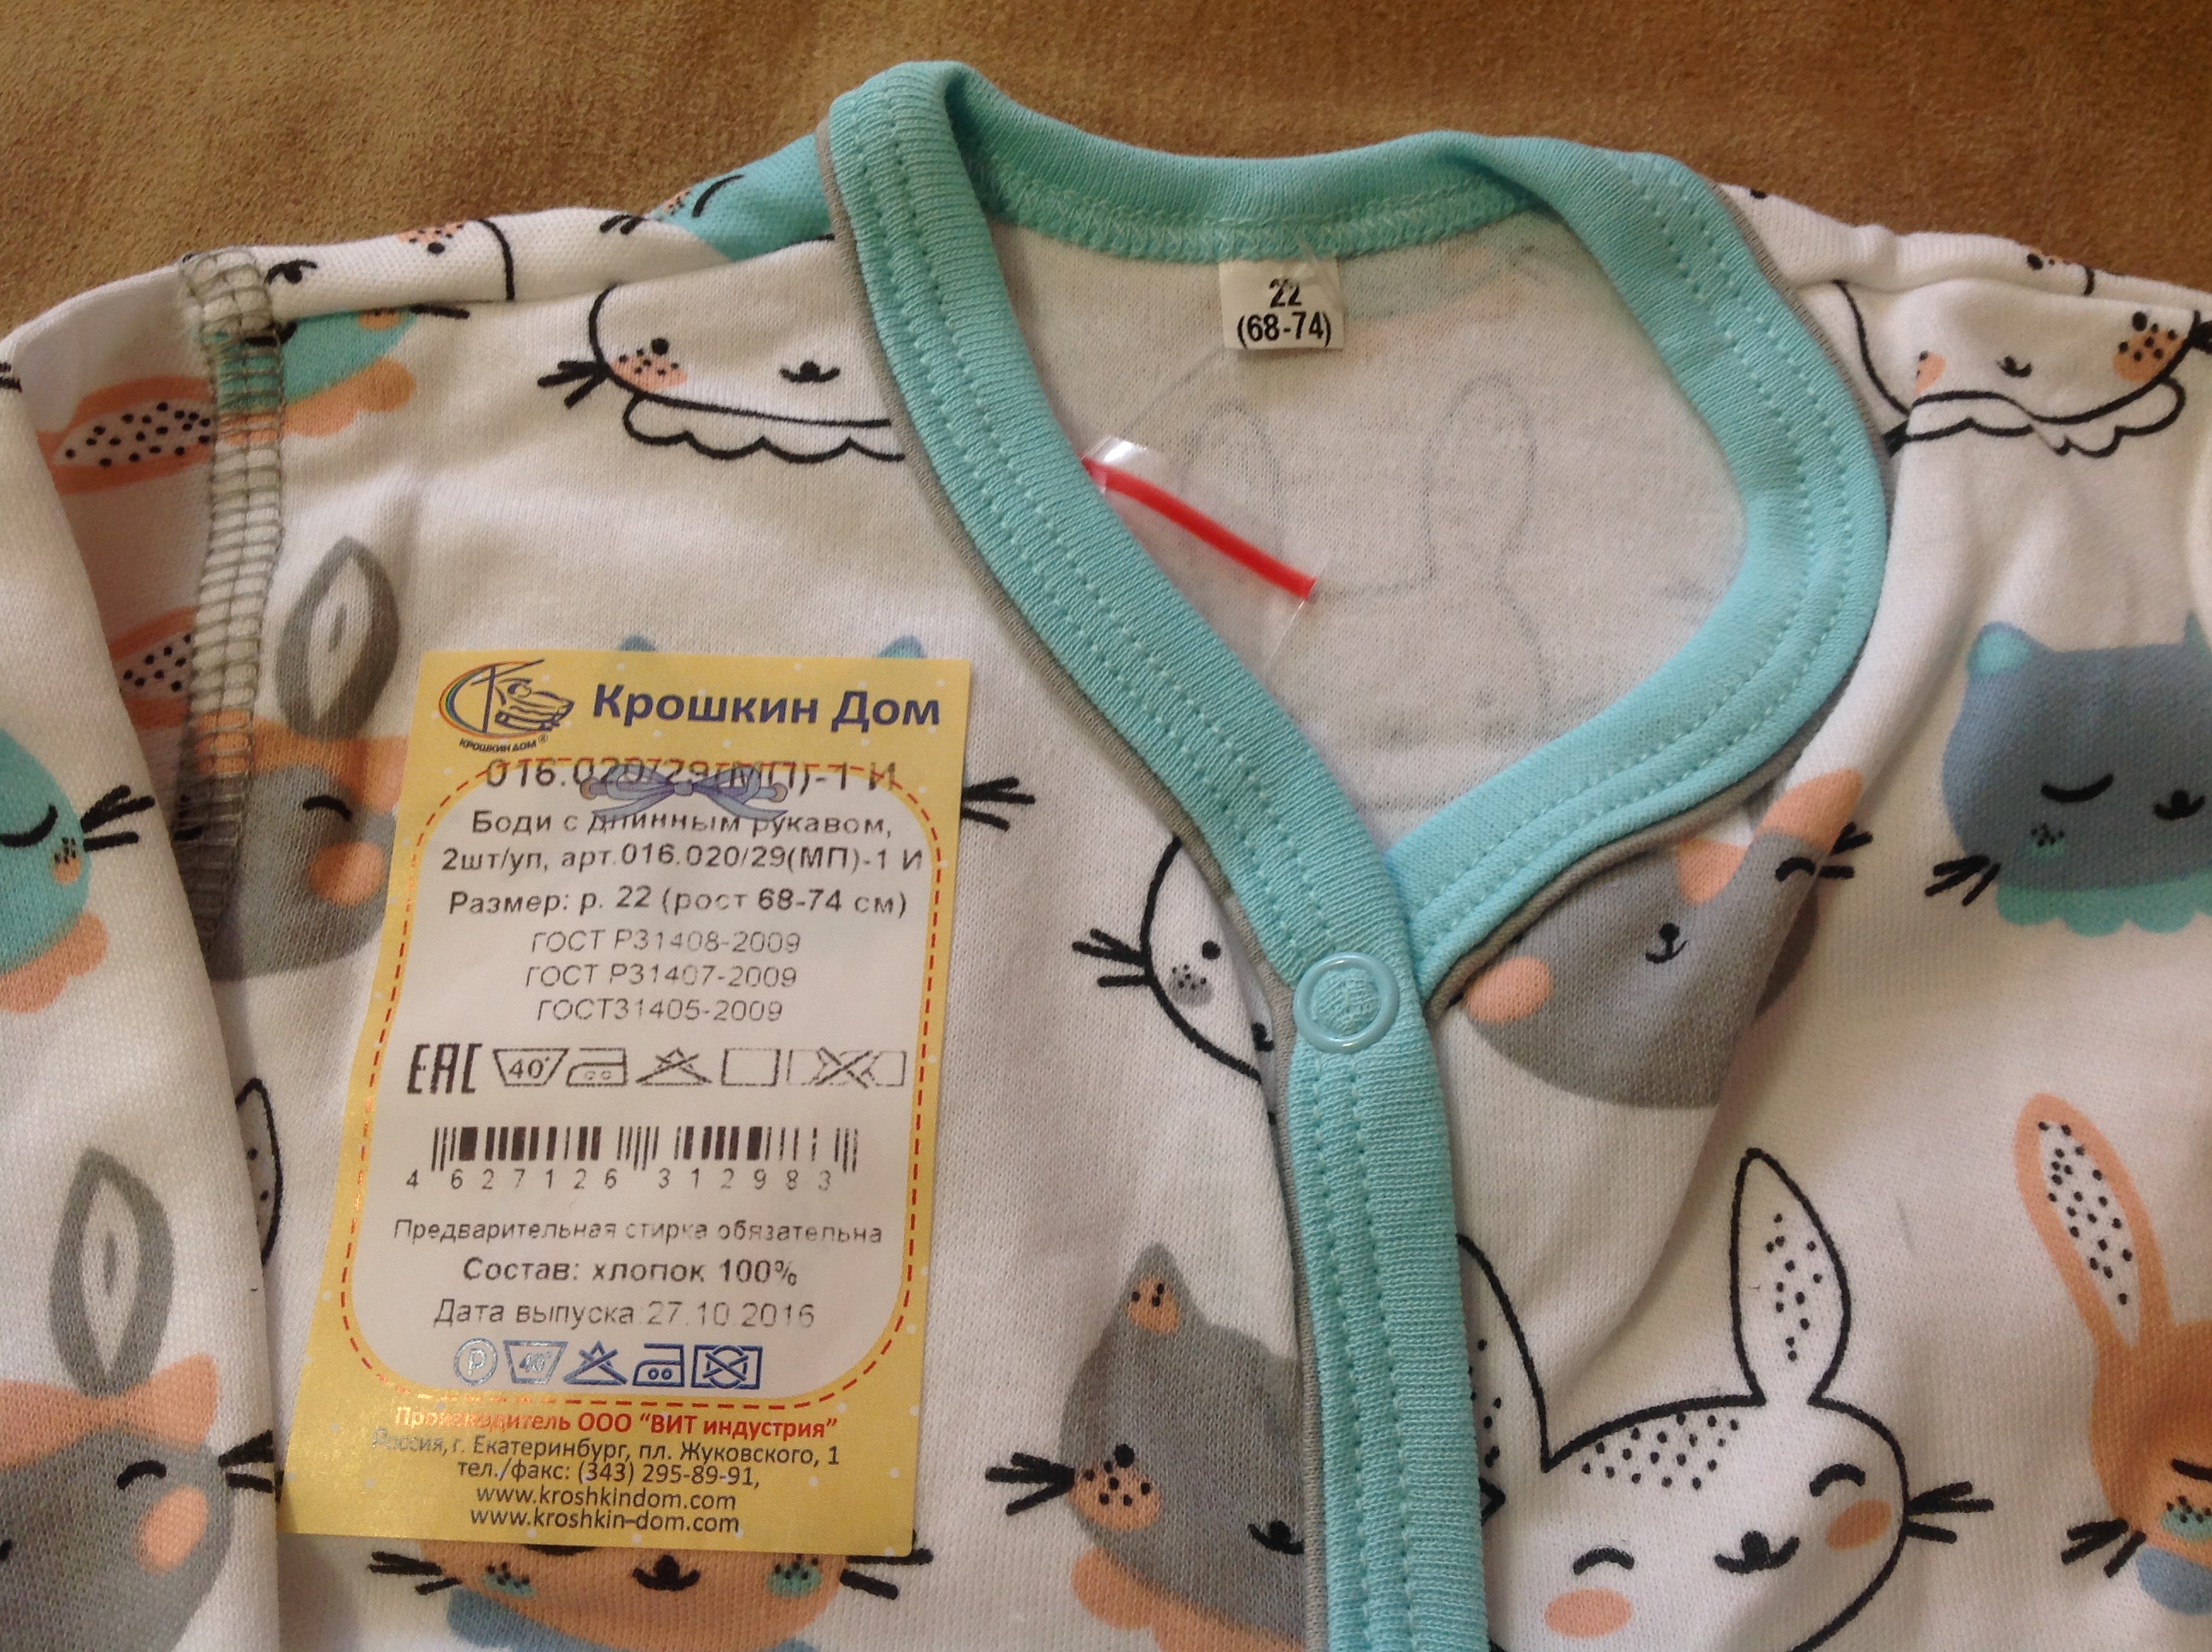 22
(68-74)
Крошкин Дом
КРОШКИН ДОМ ®
016.020/29(МП)-1 И
Боди с длинным рукавом,
2шт/уп, арт.016.020/29(МП)-1 И
Размер: р. 22 (рост 68-74 см)
ГОСТ Р31408-2009
ГОСТ Р31407-2009
ГОСТ31405-2009
EAC 40°
4 627126 312983
Предварительная стирка обязательна
Состав: хлопок 100%
Дата выпуска 27.10.2016
P 40°
Производитель ООО "ВИТ индустрия"
Россия, г. Екатеринбург, пл. Жуковского, 1
тел./факс: (343) 295-89-91,
www.kroshkindom.com
www.kroshkin-dom.com